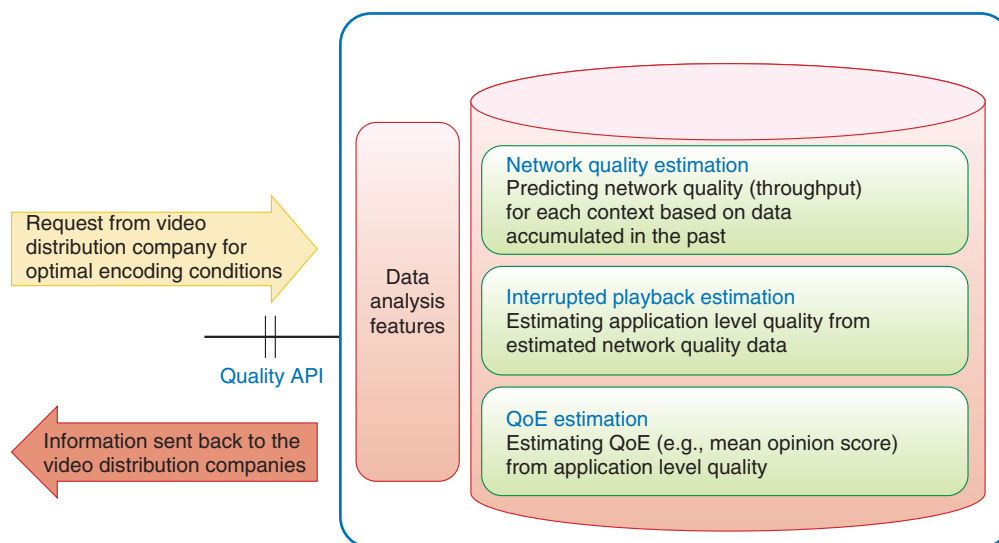 Request from video
distribution company for
optimal encoding conditions
Quality API
Information sent back to the
video distribution companies
Data
analysis
features
Network quality estimation
Predicting network quality (throughput)
for each context based on data
accumulated in the past
Interrupted playback estimation
Estimating application level quality from
estimated network quality data
QoE estimation
Estimating QoE (e.g., mean opinion score)
from application level quality